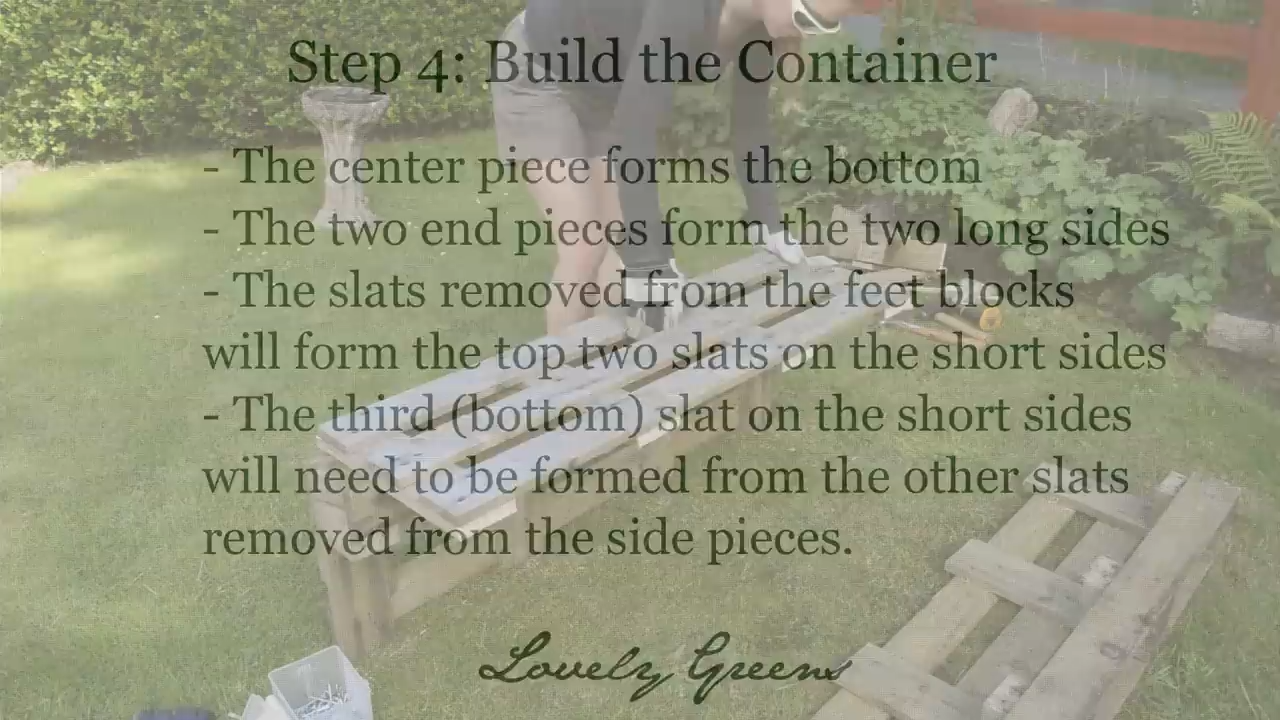 Step 4: Build the Container
- The center piece forms the bottom
- The two end pieces form the two long sides
- The slats removed from the feet blocks
will form the top two slats on the short sides
- The third (bottom) slat on the short sides
will need to be formed from the other slats
removed from the side pieces.
Lovely Greens